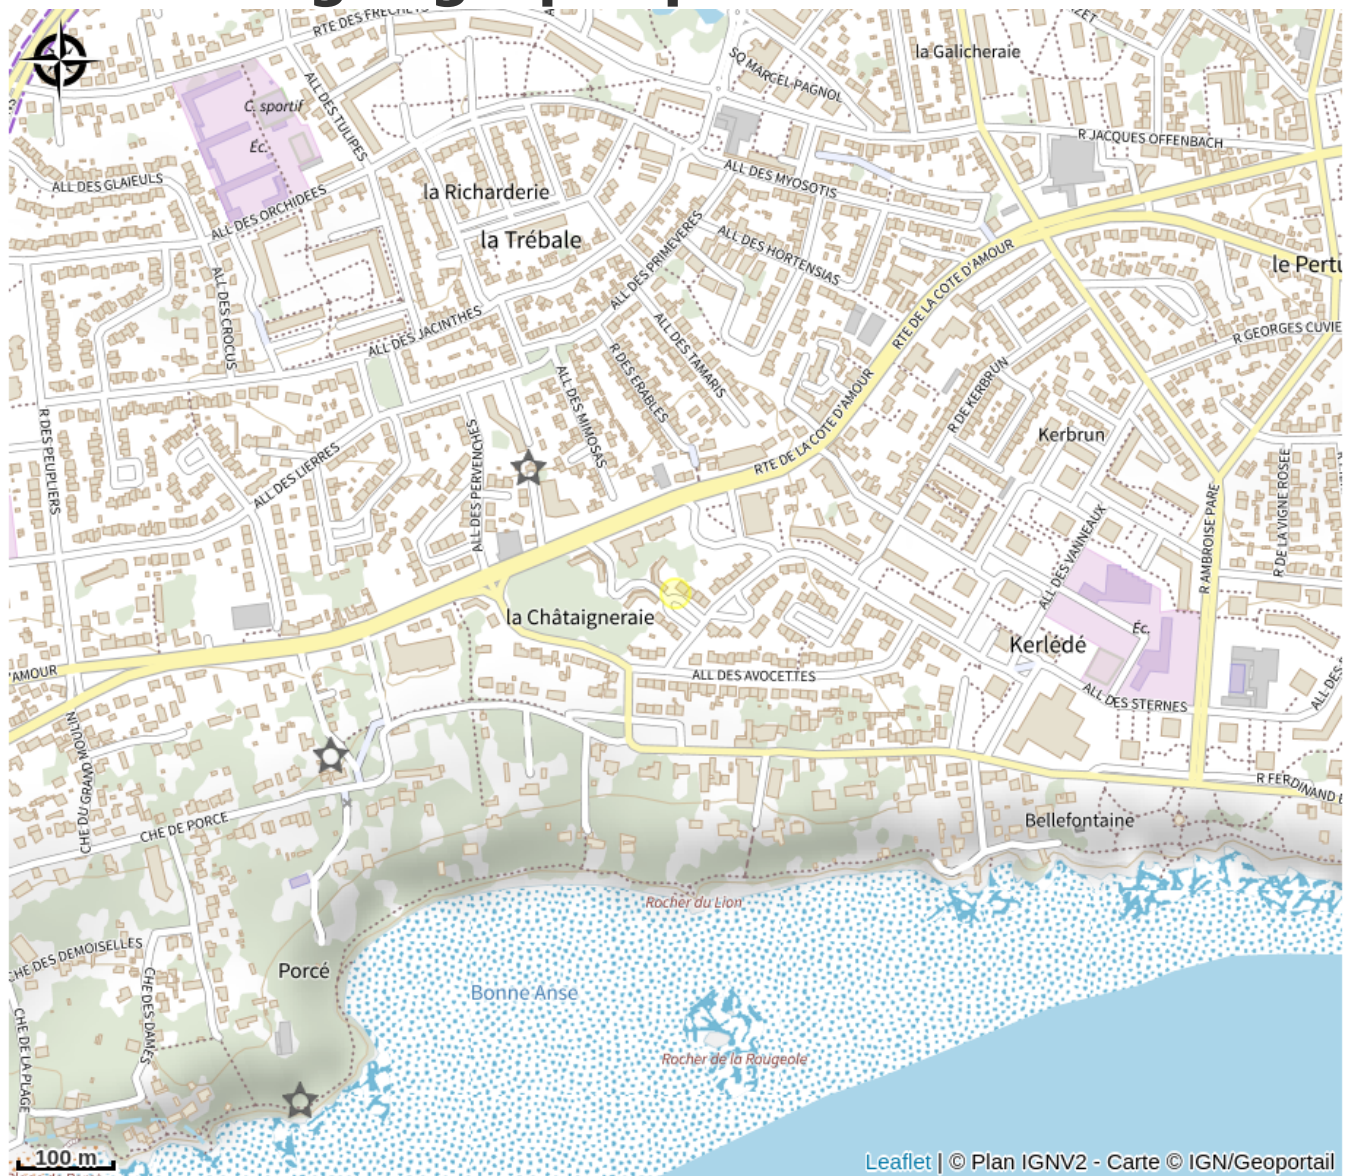 RTE DES FRECHETS
la Galicheraie
SQ MARCEL-PAGNOL
C. sportif
ALL DES TULIPES
Éc.
R JACQUES OFFENBACH
ALL DES GLAIEULS
ALL DES MYOSOTIS
la Richarderie
ALL DES ORCHIDEES
la Trébale
ALL DES PRIMEVERES
ALL DES HORTENSIAS
RTE DE LA COTE D'AMOUR
le Pertu
ALL DES CROCUS
ALL DES JACINTHES
ALL DES TAMARIS
R GEORGES CUVIE
R DES ERABLES
ALL DES MIMOSAS
R DE KERBRUN
RTE DE LA COTE D'AMOUR
Kerbrun
R DES PEUPLIERS
ALL DES LIERRES
ALL DES PERVENCHES
R DE LA VIGNE ROSEE
R AMBROISE PARE
ALL DES VANNEAUX
la Châtaigneraie
Éc.
Kerlédé
'AMOUR
ALL DES AVOCETTES
ALL DES S
ALL DES STERNES
CHE DU GRAND MOULIN
R FERDINAND B
CHE DE PORCE
Bellefontaine
Rocher du Lion
CHE DES DEMOISELLES
Porcé
Bonne Anse
CHE DES DAMES
CHE DE LA PLAGE
Rocher de la Rougeole
100 m
Leaflet | © Plan IGNV2 - Carte © IGN/Geoportail